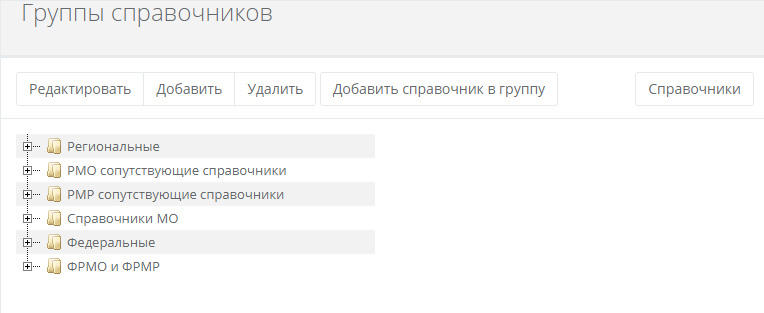 Группы справочников
Редактировать Добавить Удалить Добавить справочник в группу Справочники
Региональные
РМО сопутствующие справочники
РМР сопутствующие справочники
Справочники МО
Федеральные
ФРМО и ФРМР